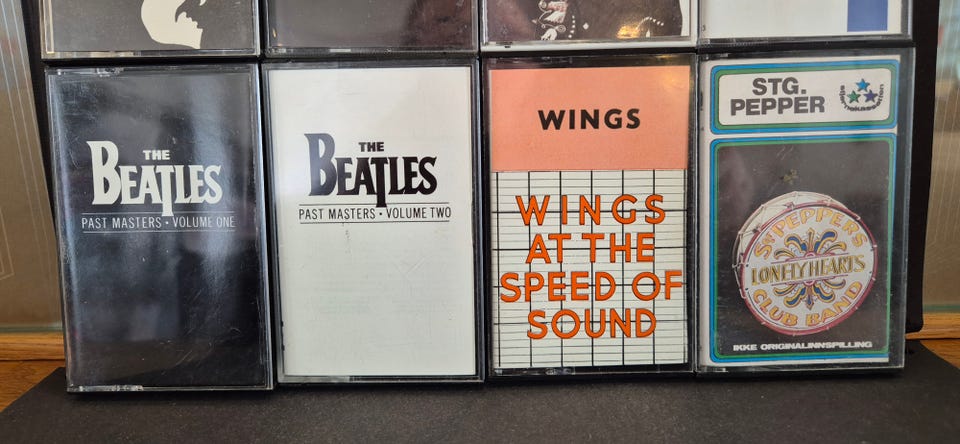 THE
BEATLES
PAST MASTERS • VOLUME ONE
THE
BEATLES
PAST MASTERS • VOLUME TWO
WINGS
WINGS
AT THE
SPEED OF
SOUND
STG.
PEPPER
SGT PEPPER'S
LONELY HEARTS
CLUB BAND
IKKE ORIGINALINNSPILLING